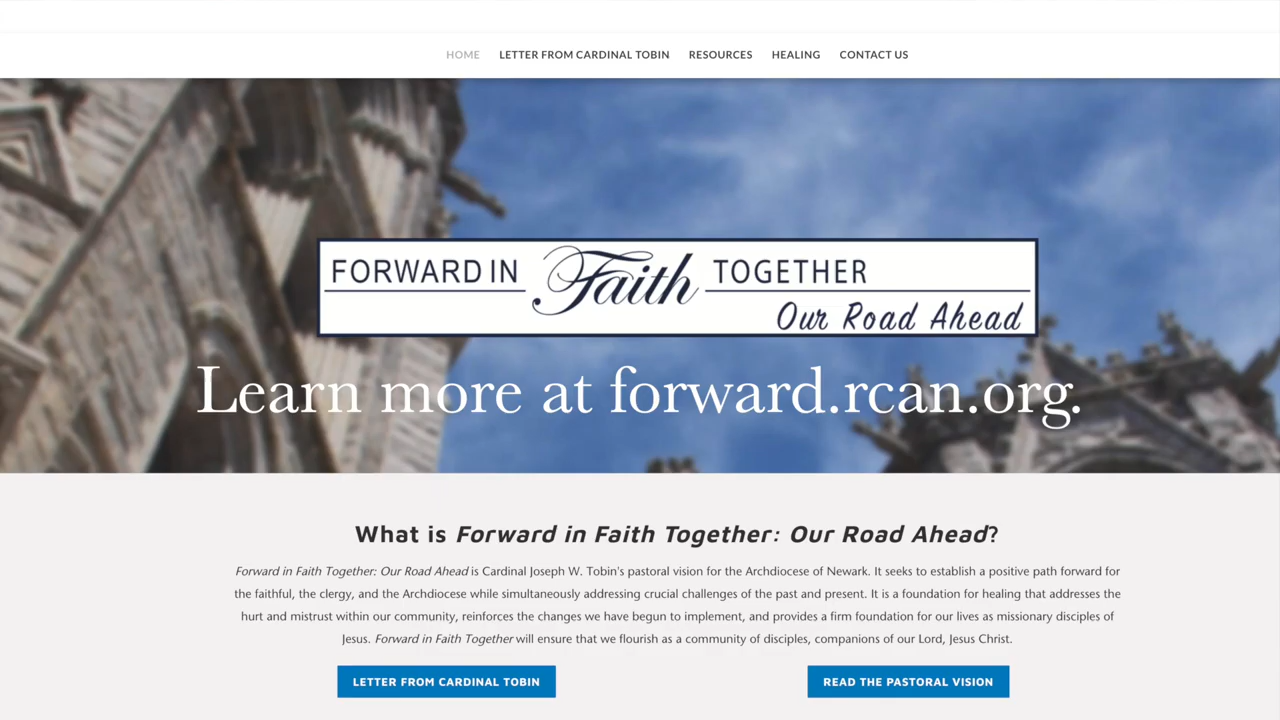 HOME LETTER FROM CARDINAL TOBIN RESOURCES HEALING CONTACT US
FORWARD IN Faith TOGETHER
Our Road Ahead
Learn more at forward.rcan.org.
What is Forward in Faith Together: Our Road Ahead?
Forward in Faith Together: Our Road Ahead is Cardinal Joseph W. Tobin's pastoral vision for the Archdiocese of Newark. It seeks to establish a positive path forward for
the faithful, the clergy, and the Archdiocese while simultaneously addressing crucial challenges of the past and present. It is a foundation for healing that addresses the
hurt and mistrust within our community, reinforces the changes we have begun to implement, and provides a firm foundation for our lives as missionary disciples of
Jesus. Forward in Faith Together will ensure that we flourish as a community of disciples, companions of our Lord, Jesus Christ.
LETTER FROM CARDINAL TOBIN READ THE PASTORAL VISION